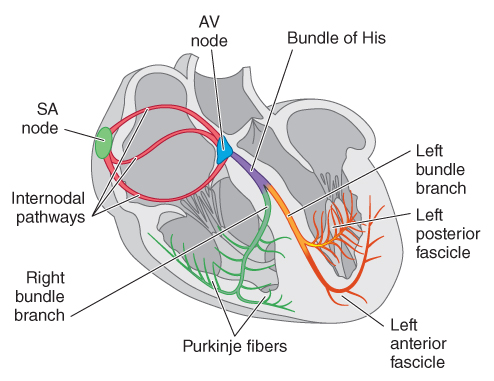 AV
node
Bundle of His
SA
node
Left
bundle
branch
Internodal
pathways
Left
posterior
fascicle
Right
bundle
branch
Purkinje fibers
Left
anterior
fascicle